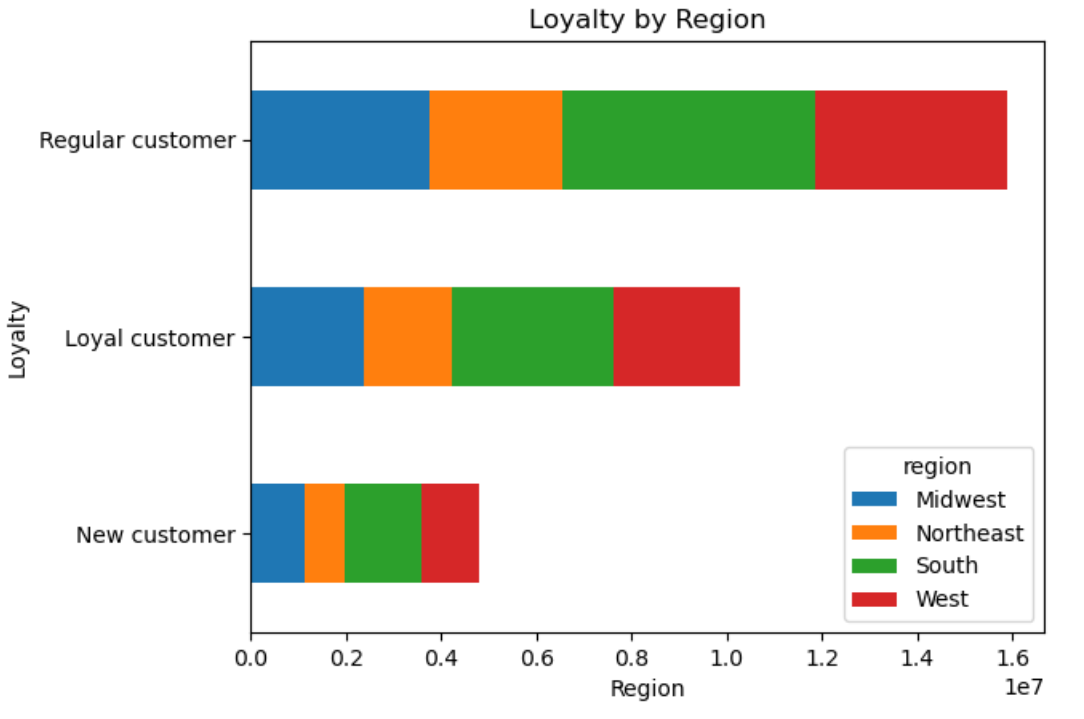 Loyalty by Region
Regular customer
Loyal customer
New customer
Loyalty
region
Midwest
Northeast
South
West
0.0 0.2 0.4 0.6 0.8 1.0 1.2 1.4 1.6
1e7
Region